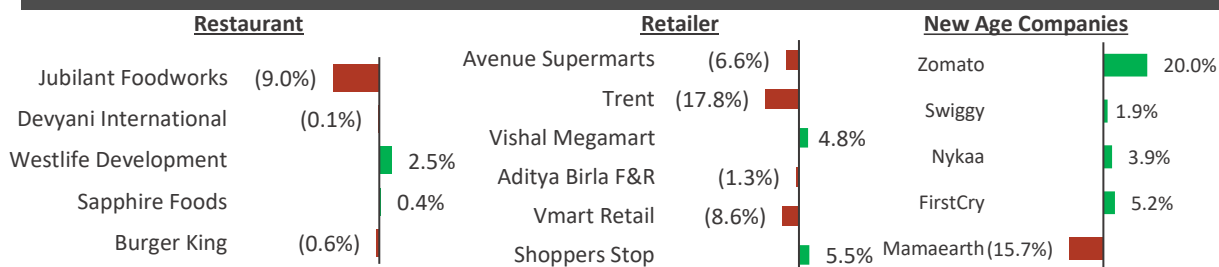 Restaurant
Jubilant Foodworks (9.0%)
Devyani International (0.1%)
Westlife Development 2.5%
Sapphire Foods 0.4%
Burger King (0.6%)
Retailer
Avenue Supermarts (6.6%)
Trent (17.8%)
Vishal Megamart 4.8%
Aditya Birla F&R (1.3%)
Vmart Retail (8.6%)
Shoppers Stop 5.5%
New Age Companies
Zomato 20.0%
Swiggy 1.9%
Nykaa 3.9%
FirstCry 5.2%
Mamaearth (15.7%)